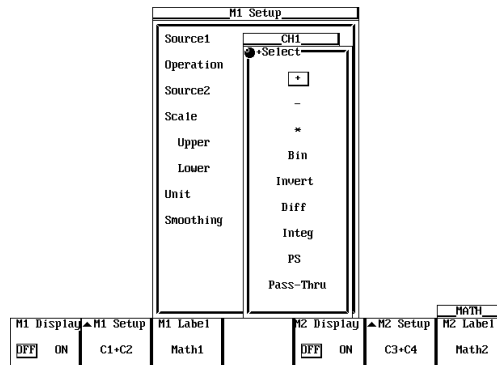 M1 Setup
Source1
CH1
+Select
Operation
+
Source2
-
Scale
*
Upper
Bin
Lower
Invert
Unit
Diff
Smoothing
Integ
PS
Pass-Thru
MATH
M1 Display
M1 Setup
M1 Label
M2 Display
M2 Setup
M2 Label
OFF ON
C1+C2
Math1
OFF ON
C3+C4
Math2